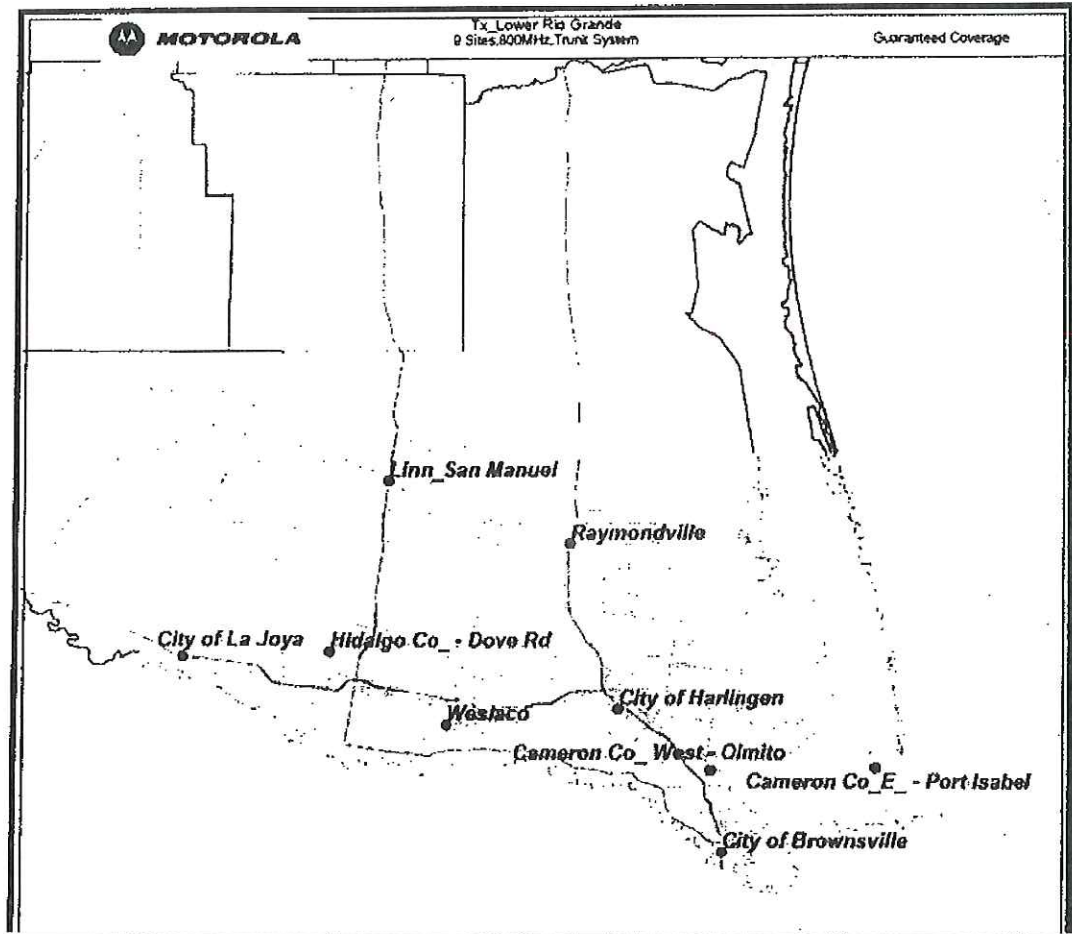 MOTOROLA
Tx_Lower Rio Grande
9 Sites,800MHz,Trunk System
Guaranteed Coverage
Linn_San Manuel
Raymondville
City of La Joya
Hidalgo Co_ - Dove Rd
City of Harlingen
Weslaco
Cameron Co_ West - Olmito
Cameron Co_E_ - Port Isabel
City of Brownsville